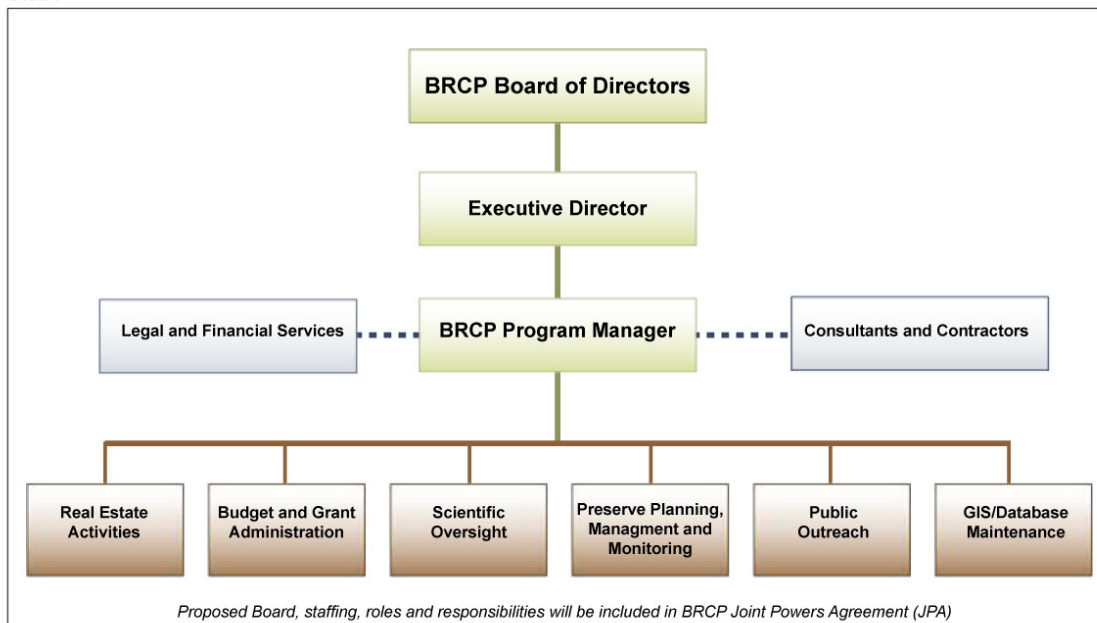 BRCP Board of Directors
Executive Director
Legal and Financial Services
BRCP Program Manager
Consultants and Contractors
Real Estate
Activities
Budget and Grant
Administration
Scientific
Oversight
Preserve Planning,
Managment and
Monitoring
Public
Outreach
GIS/Database
Maintenance
Proposed Board, staffing, roles and responsibilities will be included in BRCP Joint Powers Agreement (JPA)